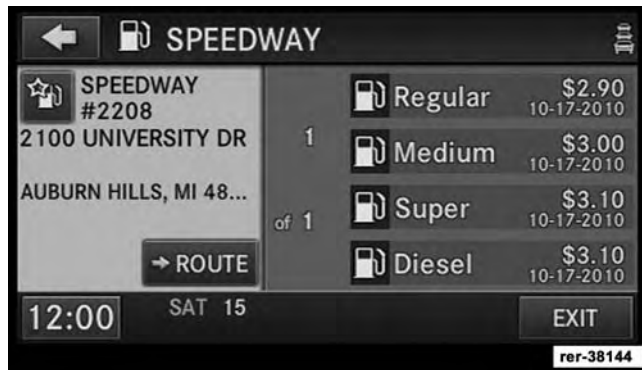 SPEEDWAY
SPEEDWAY
#2208
2100 UNIVERSITY DR
AUBURN HILLS, MI 48...
→ ROUTE
1
of 1
Regular $2.90
10-17-2010
Medium $3.00
10-17-2010
Super $3.10
10-17-2010
Diesel $3.10
10-17-2010
12:00
SAT 15
EXIT
rer-38144